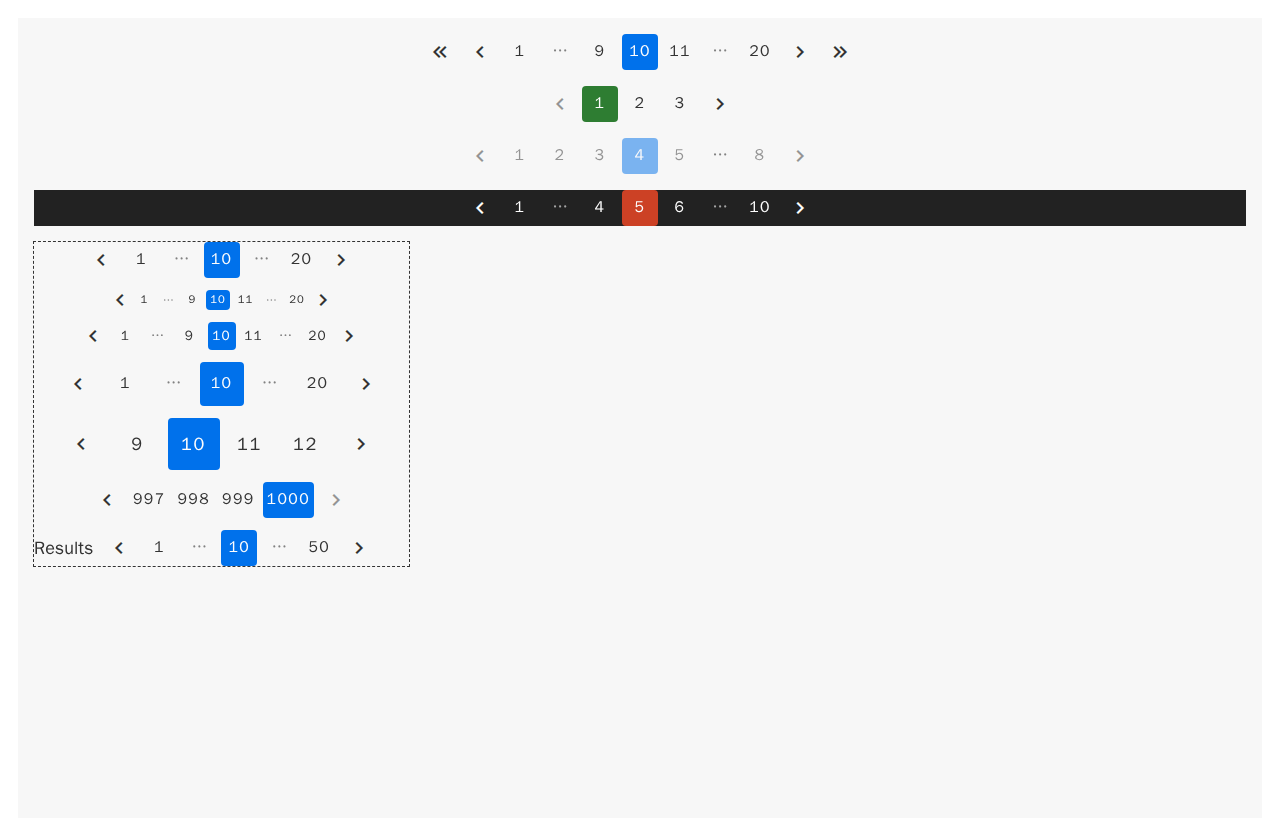 « ‹ 1 ··· 9 10 11 ··· 20 › »
‹ 1 2 3 ›
‹ 1 2 3 4 5 ··· 8 ›
‹ 1 ··· 4 5 6 ··· 10 ›
‹ 1 ··· 10 ··· 20 ›
‹ 1 ··· 9 10 11 ··· 20 ›
‹ 1 ··· 9 10 11 ··· 20 ›
‹ 1 ··· 10 ··· 20 ›
‹ 9 10 11 12 ›
‹ 997 998 999 1000 ›
Results ‹ 1 ··· 10 ··· 50 ›